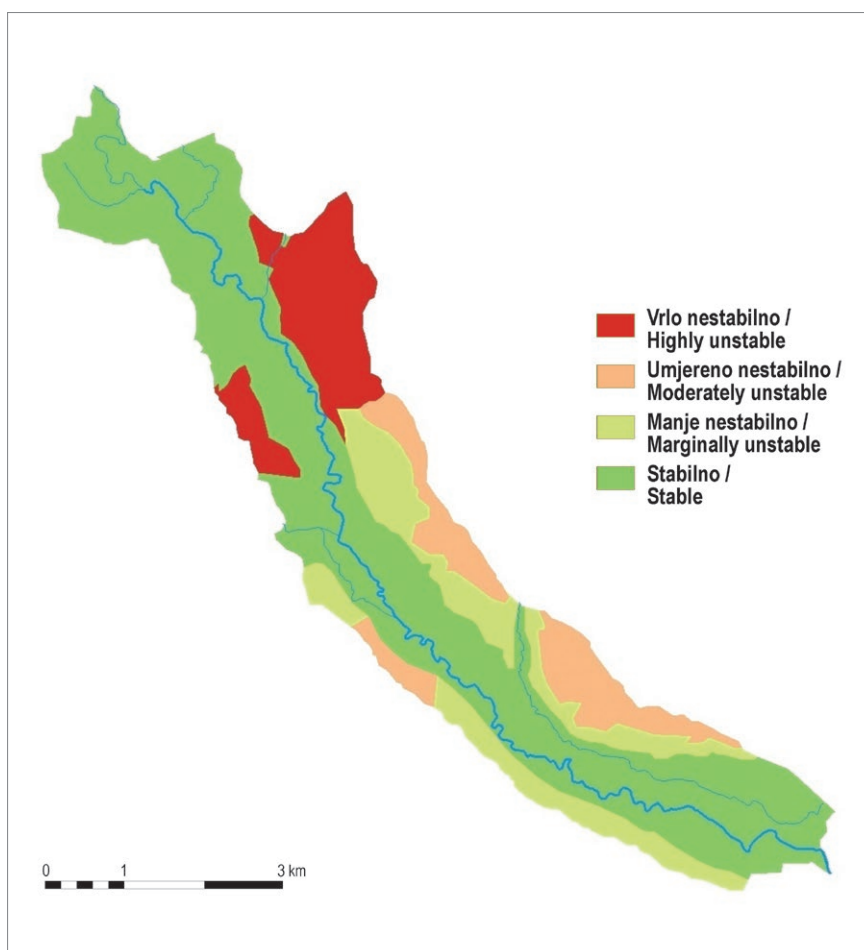 Vrlo nestabilno /
Highly unstable
Umjereno nestabilno /
Moderately unstable
Manje nestabilno /
Marginally unstable
Stabilno /
Stable
0 1 3 km